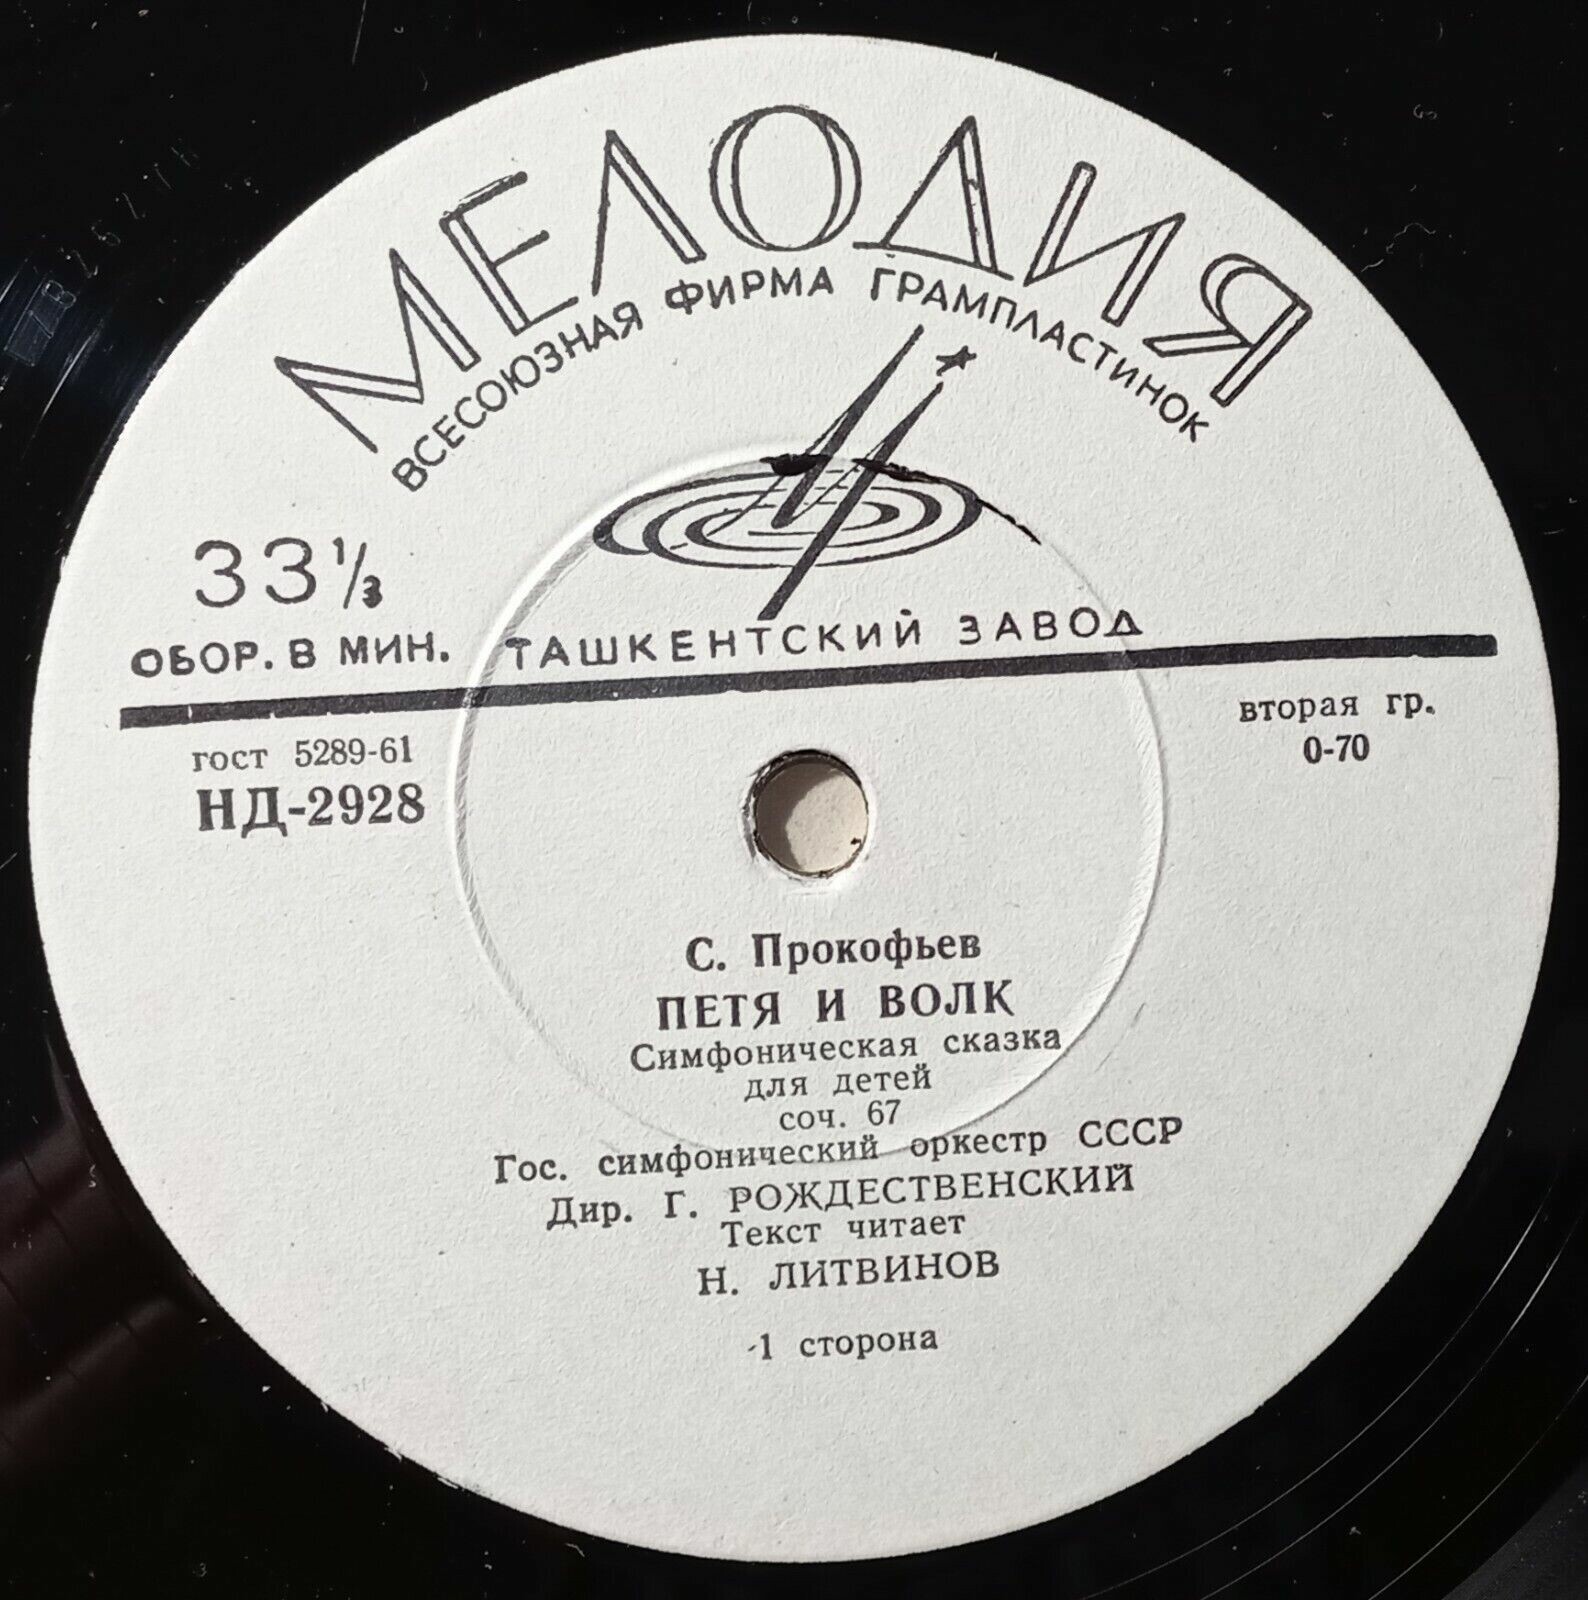 МЕЛОДИЯ
ВСЕСОЮЗНАЯ ФИРМА ГРАМПЛАСТИНОК
33 1/3
ОБОР. В МИН.
ТАШКЕНТСКИЙ ЗАВОД
гост 5289-61
НД-2928
вторая гр.
0-70
С. Прокофьев
ПЕТЯ И ВОЛК
Симфоническая сказка
для детей
соч. 67
Гос. симфонический оркестр СССР
Дир. Г. РОЖДЕСТВЕНСКИЙ
Текст читает
Н. ЛИТВИНОВ
1 сторона